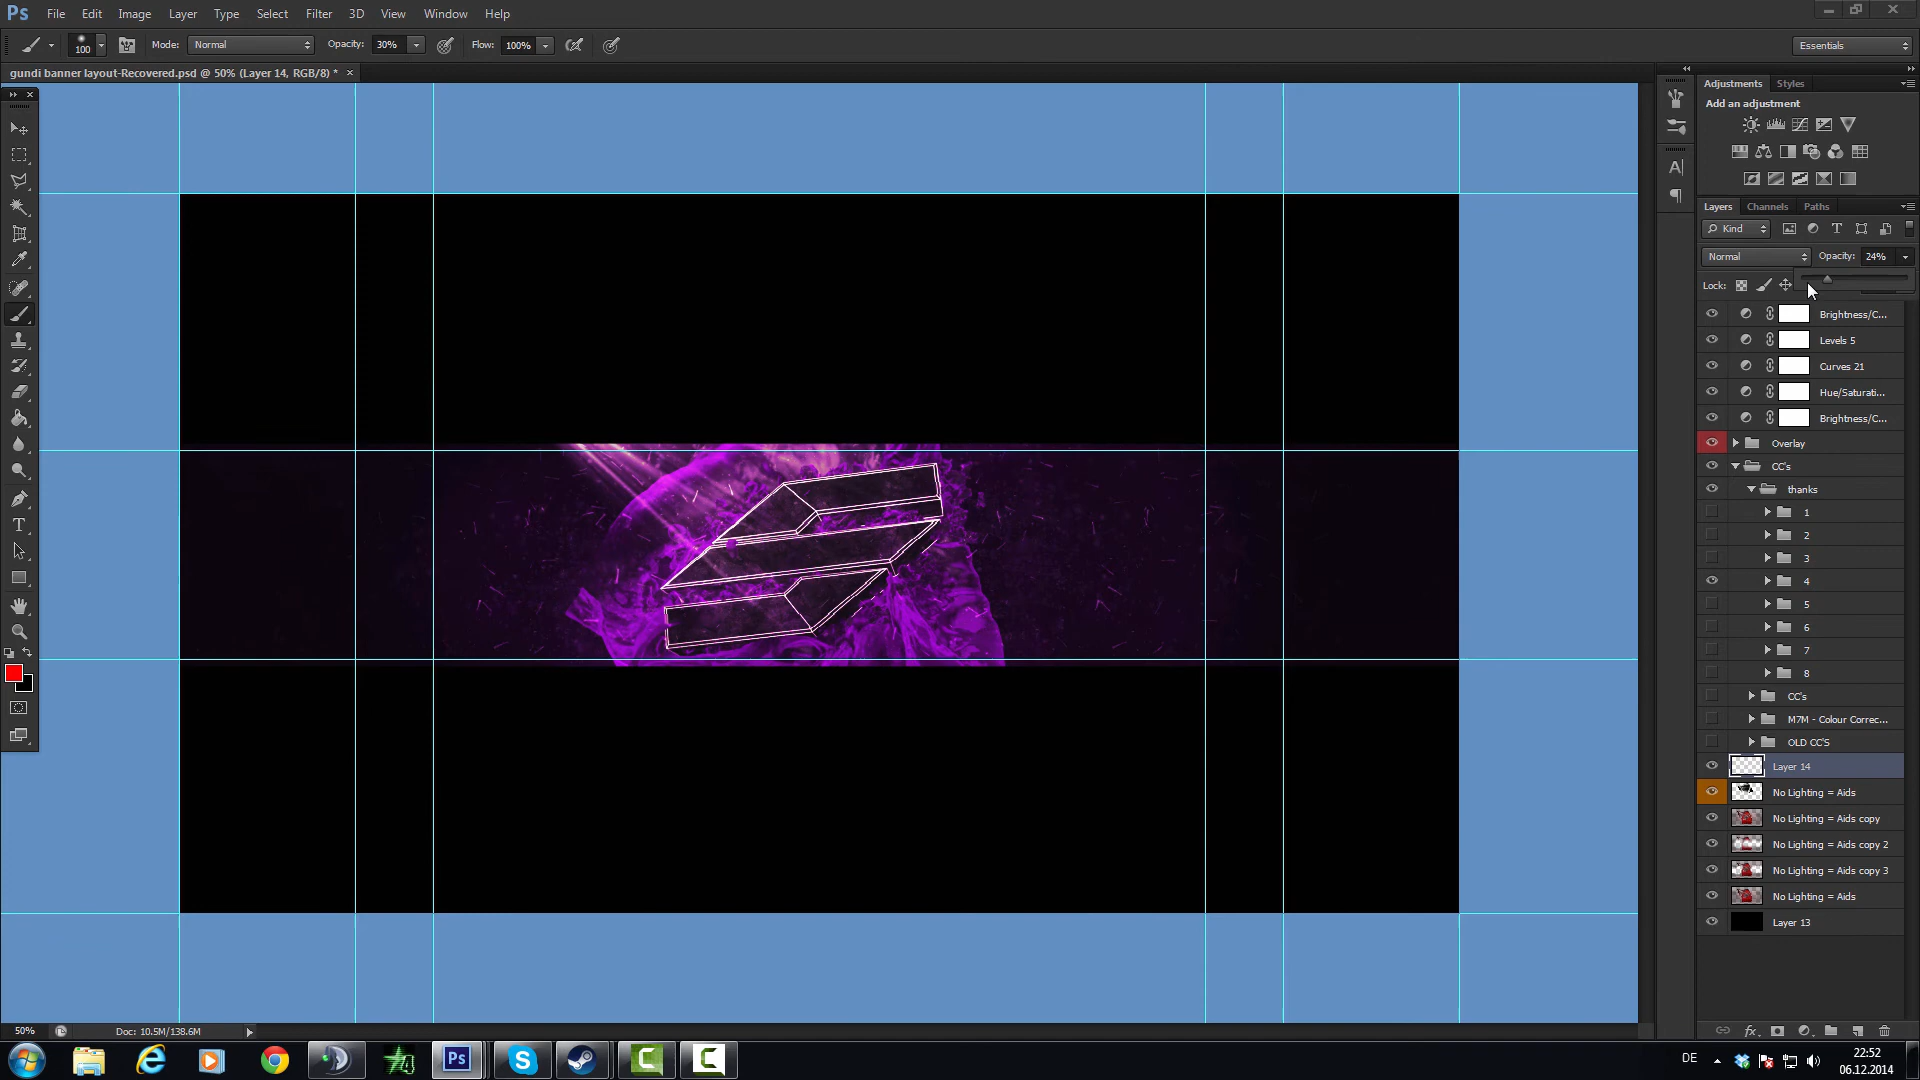 Ps File Edit Image Layer Type Select Filter 3D View Window Help
100 Mode: Normal Opacity: 30% Flow: 100% Essentials
gundi banner layout-Recovered.psd @ 50% (Layer 14, RGB/8) * ×
Adjustments Styles
Add an adjustment
Layers Channels Paths
Kind
Normal Opacity: 24%
Lock:
Brightness/C...
Levels 5
Curves 21
Hue/Saturati...
Brightness/C...
Overlay
CC's
thanks
1
2
3
4
5
6
7
8
CC's
M7M - Colour Correc...
OLD CC'S
Layer 14
No Lighting = Aids
No Lighting = Aids copy
No Lighting = Aids copy 2
No Lighting = Aids copy 3
No Lighting = Aids
Layer 13
50% Doc: 10.5M/138.6M
DE
22:52
06.12.2014